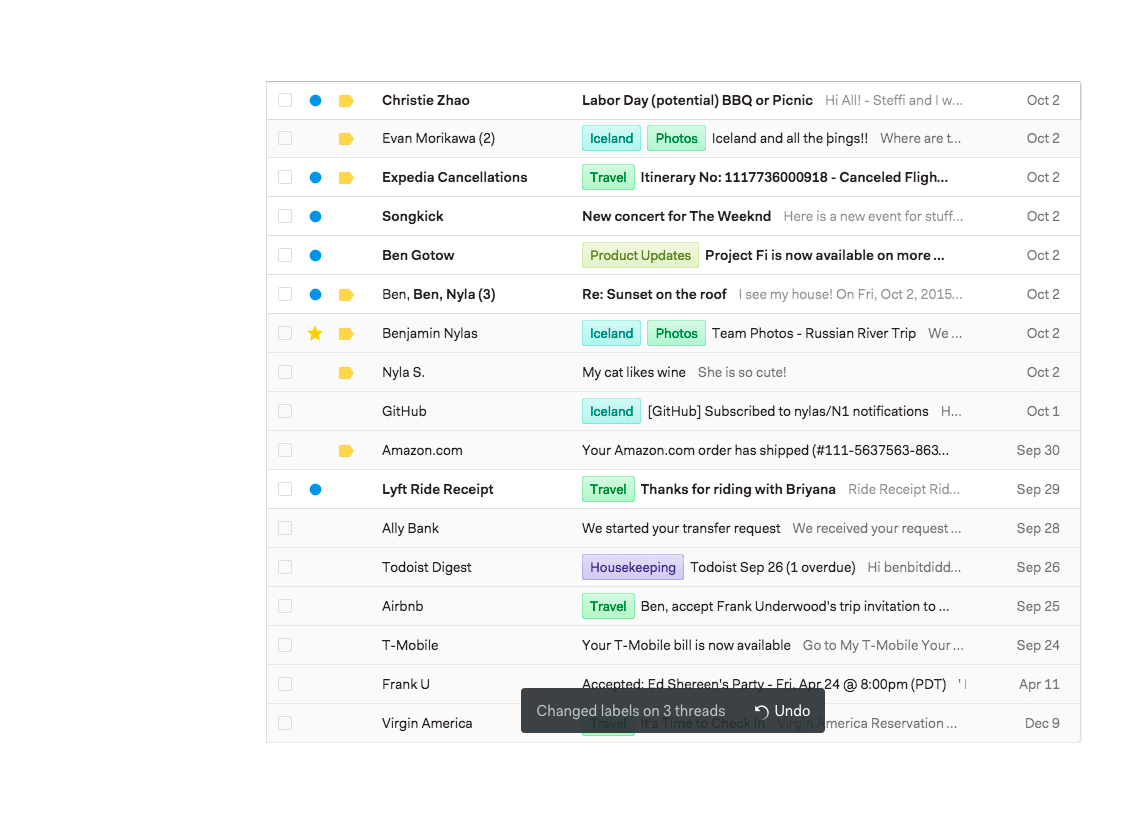 Christie Zhao Labor Day (potential) BBQ or Picnic Hi All! - Steffi and I w... Oct 2
Evan Morikawa (2) Iceland Photos Iceland and all the þings!! Where are t... Oct 2
Expedia Cancellations Travel Itinerary No: 1117736000918 - Canceled Fligh... Oct 2
Songkick New concert for The Weeknd Here is a new event for stuff... Oct 2
Ben Gotow Product Updates Project Fi is now available on more ... Oct 2
Ben, Ben, Nyla (3) Re: Sunset on the roof I see my house! On Fri, Oct 2, 2015... Oct 2
Benjamin Nylas Iceland Photos Team Photos - Russian River Trip We ... Oct 2
Nyla S. My cat likes wine She is so cute! Oct 2
GitHub Iceland [GitHub] Subscribed to nylas/N1 notifications H... Oct 1
Amazon.com Your Amazon.com order has shipped (#111-5637563-863... Sep 30
Lyft Ride Receipt Travel Thanks for riding with Briyana Ride Receipt Rid... Sep 29
Ally Bank We started your transfer request We received your request ... Sep 28
Todoist Digest Housekeeping Todoist Sep 26 (1 overdue) Hi benbitdidd... Sep 26
Airbnb Travel Ben, accept Frank Underwood's trip invitation to ... Sep 25
T-Mobile Your T-Mobile bill is now available Go to My T-Mobile Your ... Sep 24
Frank U Accepted: Ed Shereen's Party - Fri, Apr 24 @ 8:00pm (PDT) Apr 11
Changed labels on 3 threads Undo
Virgin America Travel It's Time to Check In Virgin America Reservation ... Dec 9